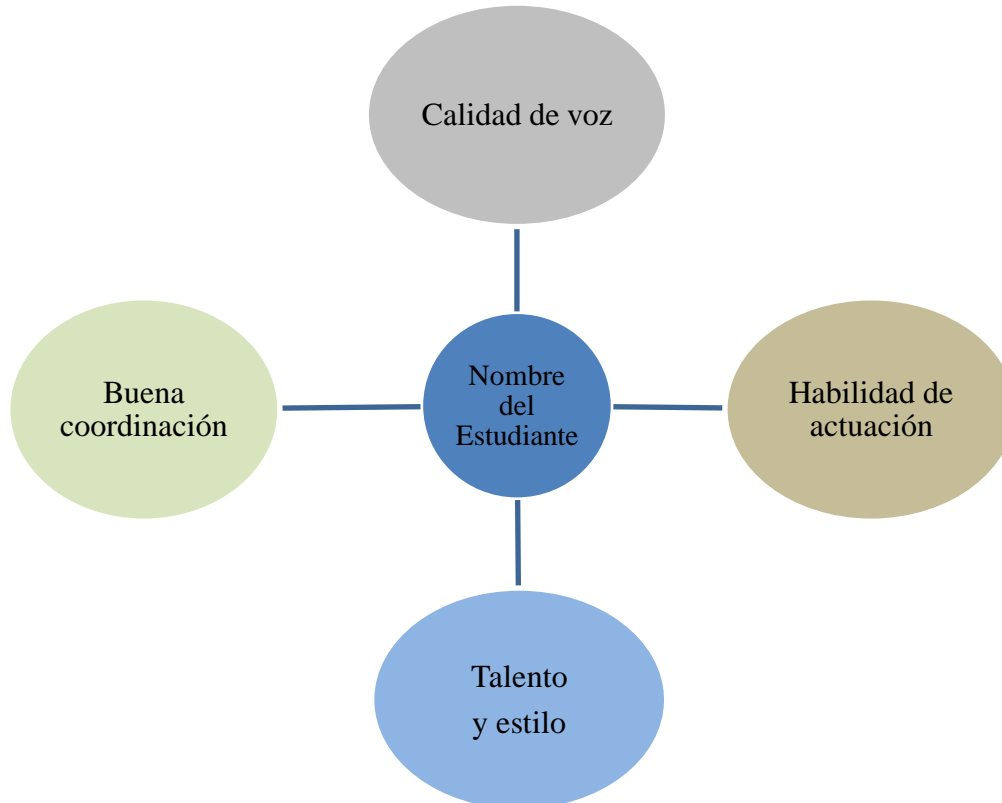 Calidad de voz
Buena
coordinación
Nombre
del
Estudiante
Habilidad de
actuación
Talento
y estilo